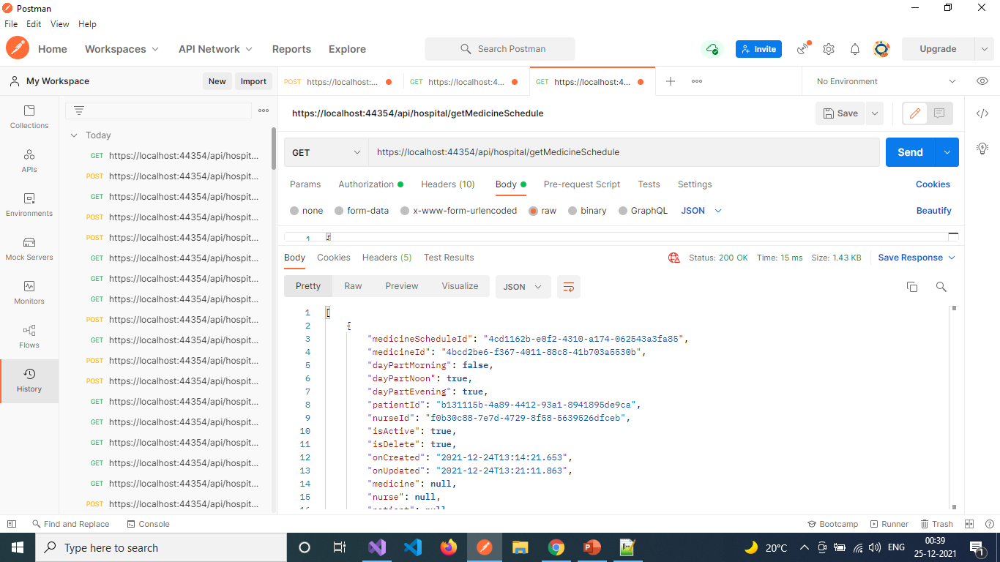 Postman
File Edit View Help
Home Workspaces API Network Reports Explore Search Postman Invite Upgrade
My Workspace New Import
POST https://localhost:... GET https://localhost:4... GET https://localhost:4... No Environment
Collections
APIs
Environments
Mock Servers
Monitors
Flows
History
Today
GET https://localhost:44354/api/hospit...
POST https://localhost:44354/api/hospit...
GET https://localhost:44354/api/hospit...
POST https://localhost:44354/api/hospit...
POST https://localhost:44354/api/hospit...
GET https://localhost:44354/api/hospit...
GET https://localhost:44354/api/hospit...
GET https://localhost:44354/api/hospit...
POST https://localhost:44354/api/hospit...
GET https://localhost:44354/api/hospit...
POST https://localhost:44354/api/hospit...
POST https://localhost:44354/api/hospit...
GET https://localhost:44354/api/hospit...
GET https://localhost:44354/api/hospit...
GET https://localhost:44354/api/hospit...
GET https://localhost:44354/api/hospit...
GET https://localhost:44354/api/hospit...
POST https://localhost:44354/api/hospit...
https://localhost:44354/api/hospital/getMedicineSchedule Save
GET https://localhost:44354/api/hospital/getMedicineSchedule Send
Params Authorization Headers (10) Body Pre-request Script Tests Settings Cookies
none form-data x-www-form-urlencoded raw binary GraphQL JSON Beautify
1 {
Body Cookies Headers (5) Test Results Status: 200 OK Time: 15 ms Size: 1.43 KB Save Response
Pretty Raw Preview Visualize JSON
1 [
2 {
3 "medicineScheduleId": "4cd1162b-e0f2-4310-a174-062543a3fa85",
4 "medicineId": "4bcd2be6-f367-4011-88c8-41b703a5530b",
5 "dayPartMorning": false,
6 "dayPartNoon": true,
7 "dayPartEvening": true,
8 "patientId": "b131115b-4a89-4412-93a1-8941895de9ca",
9 "nurseId": "f0b30c88-7e7d-4729-8f58-5639526dfceb",
10 "isActive": true,
11 "isDelete": true,
12 "onCreated": "2021-12-24T13:14:21.653",
13 "onUpdated": "2021-12-24T13:21:11.863",
14 "medicine": null,
15 "nurse": null,
16 "patient": null
Find and Replace Console Bootcamp Runner Trash
Type here to search 20°C ENG 00:39
25-12-2021 1